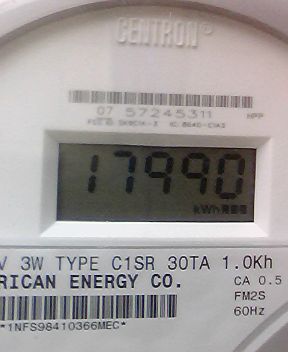 CENTRON®
07 57245311
HPP
17990
kWh
V 3W TYPE C1SR 30TA 1.0Kh
RICAN ENERGY CO.
CA 0.5
FM2S
60Hz
*1NFS98410366MEC*